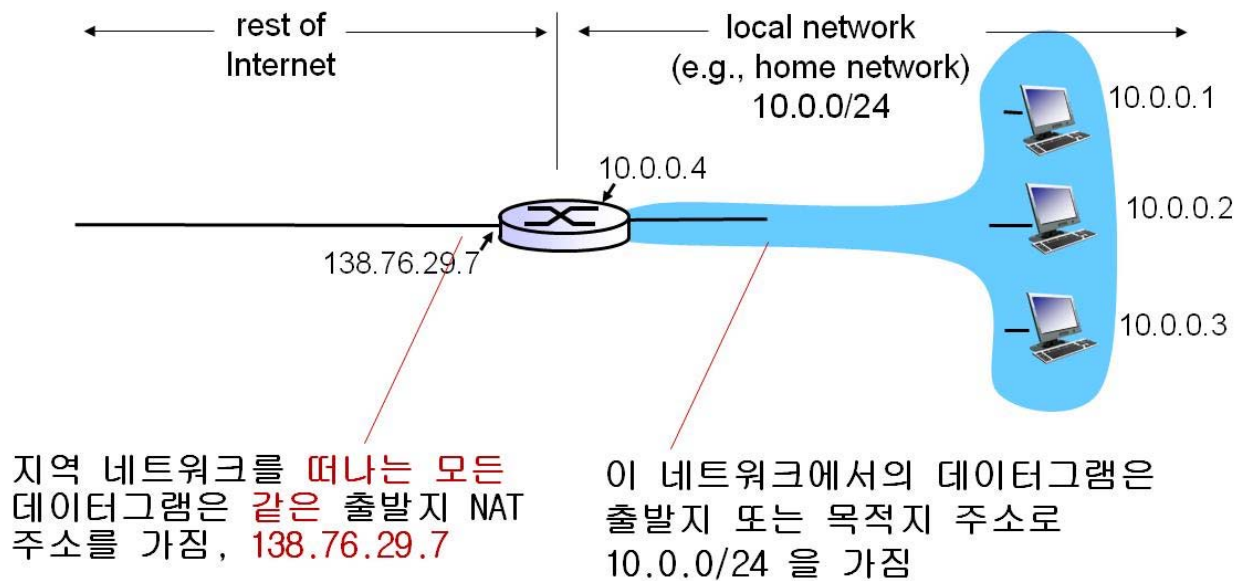 rest of
Internet
local network
(e.g., home network)
10.0.0/24
10.0.0.1
10.0.0.4
10.0.0.2
138.76.29.7
10.0.0.3
지역 네트워크를 떠나는 모든
데이터그램은 같은 출발지 NAT
주소를 가짐, 138.76.29.7
이 네트워크에서의 데이터그램은
출발지 또는 목적지 주소로
10.0.0/24 을 가짐